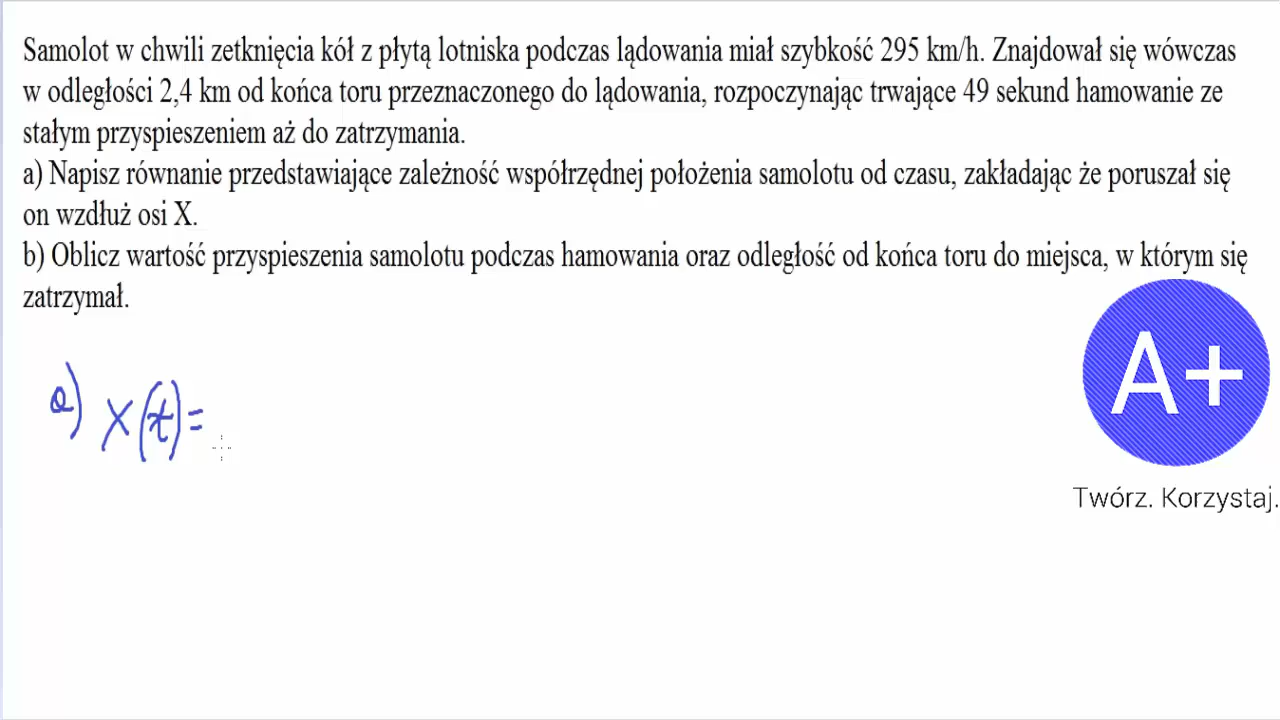 Samolot w chwili zetknięcia kół z płytą lotniska podczas lądowania miał szybkość 295 km/h. Znajdował się wówczas
w odległości 2,4 km od końca toru przeznaczonego do lądowania, rozpoczynając trwające 49 sekund hamowanie ze
stałym przyspieszeniem aż do zatrzymania.
a) Napisz równanie przedstawiające zależność współrzędnej położenia samolotu od czasu, zakładając że poruszał się
on wzdłuż osi X.
b) Oblicz wartość przyspieszenia samolotu podczas hamowania oraz odległość od końca toru do miejsca, w którym się
zatrzymał.
a) x(t)=
A+
Twórz. Korzystaj.